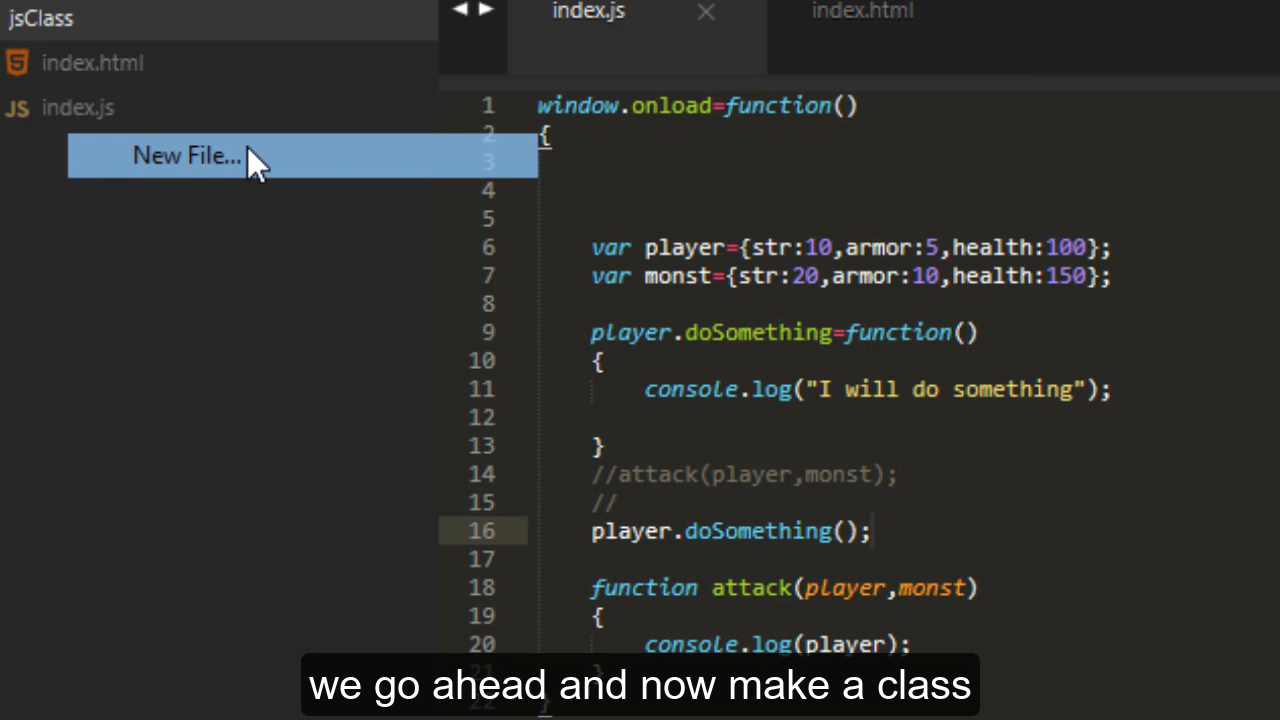 jsClass
index.html
JS index.js
New File...
index.js
index.html
1 window.onload=function()
2 {
3
4
5
6 var player={str:10,armor:5,health:100};
7 var monst={str:20,armor:10,health:150};
8
9 player.doSomething=function()
10 {
11 console.log("I will do something");
12
13 }
14 //attack(player,monst);
15 //
16 player.doSomething();
17
18 function attack(player,monst)
19 {
20 console.log(player);
21 }
22 }
we go ahead and now make a class